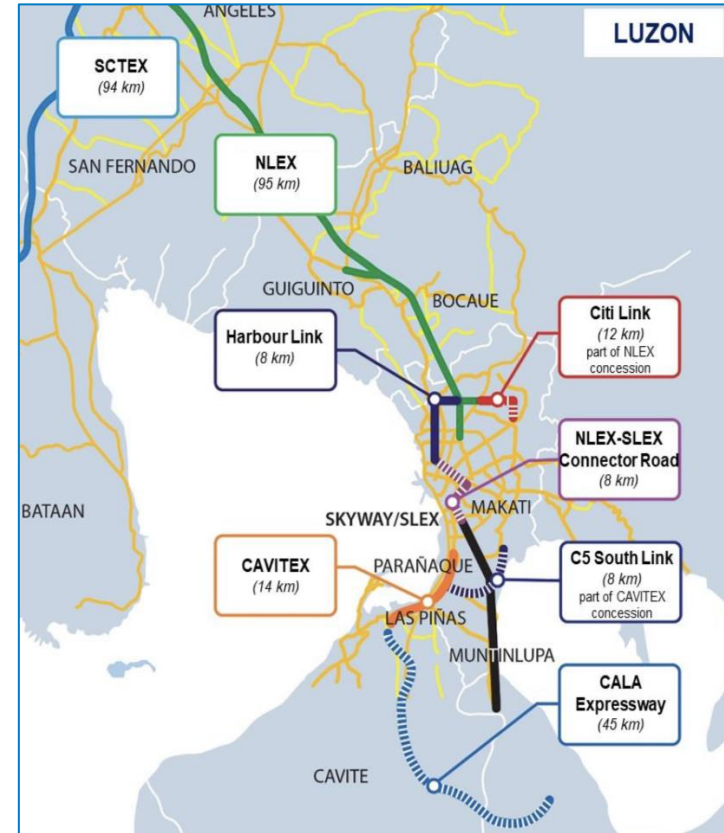 ANGELES
LUZON
SCTEX
(94 km)
SAN FERNANDO
NLEX
(95 km)
BALIUAG
GUIGUINTO
BOCAUE
Harbour Link
(8 km)
Citi Link
(12 km)
part of NLEX
concession
NLEX-SLEX
Connector Road
(8 km)
BATAAN
MAKATI
SKYWAY/SLEX
CAVITEX
(14 km)
PARAÑAQUE
C5 South Link
(8 km)
part of CAVITEX
concession
LAS PIÑAS
MUNTINLUPA
CALA
Expressway
(45 km)
CAVITE